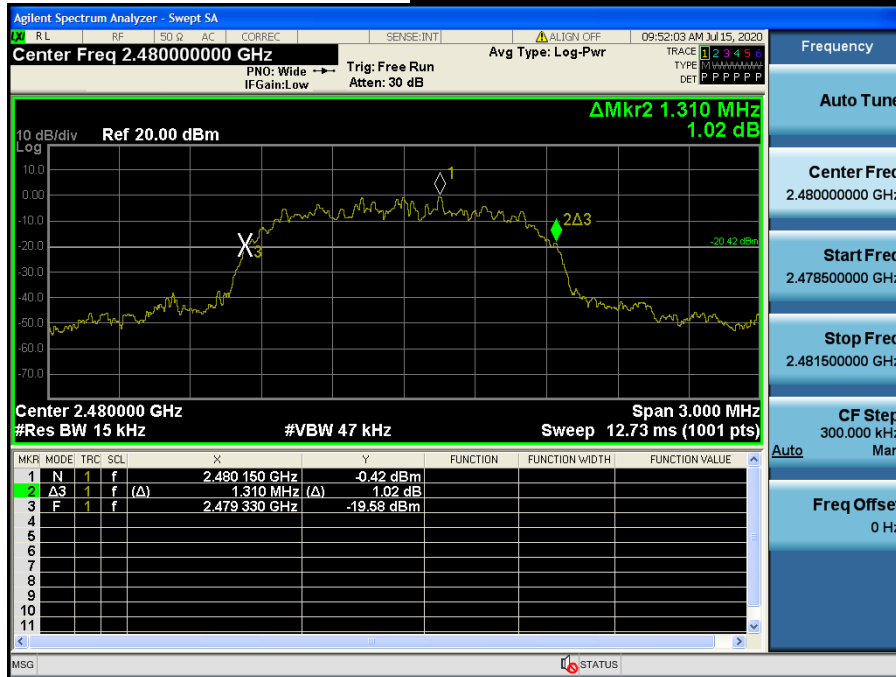 Agilent Spectrum Analyzer - Swept SA
LXI RL RF 50 Ω AC CORREC SENSE:INT ALIGN OFF 09:52:03 AM Jul 15, 2020
Center Freq 2.480000000 GHz
PNO: Wide
IFGain:Low
Trig: Free Run
Atten: 30 dB
Avg Type: Log-Pwr
TRACE 1 2 3 4 5 6
TYPE M
DET P P P P P P
ΔMkr2 1.310 MHz
1.02 dB
10 dB/div Ref 20.00 dBm
Log
10.0
0.00
-10.0
-20.0
-30.0
-40.0
-50.0
-60.0
-70.0
1
2Δ3
3
-20.42 dBm
Center 2.480000 GHz Span 3.000 MHz
#Res BW 15 kHz #VBW 47 kHz Sweep 12.73 ms (1001 pts)
MKR MODE TRC SCL X Y FUNCTION FUNCTION WIDTH FUNCTION VALUE
1 N 1 f 2.480 150 GHz -0.42 dBm
2 Δ3 1 f (Δ) 1.310 MHz (Δ) 1.02 dB
3 F 1 f 2.479 330 GHz -19.58 dBm
4
5
6
7
8
9
10
11
MSG STATUS
Frequency
Auto Tune
Center Freq
2.480000000 GHz
Start Freq
2.478500000 GHz
Stop Freq
2.481500000 GHz
CF Step
300.000 kHz
Auto Man
Freq Offset
0 Hz